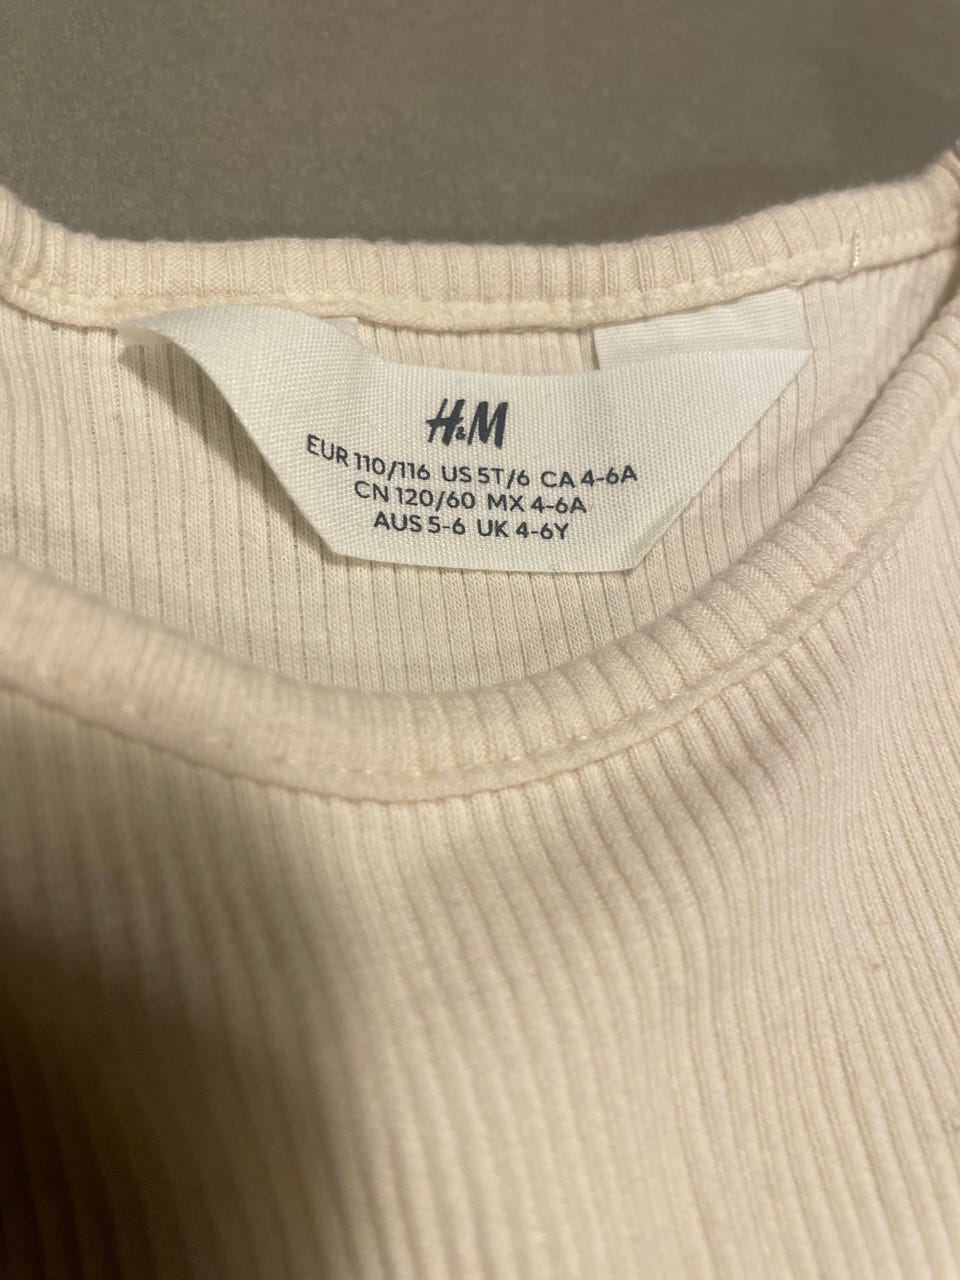 H&M
EUR 110/116 US 5T/6 CA 4-6A
CN 120/60 MX 4-6A
AUS 5-6 UK 4-6Y